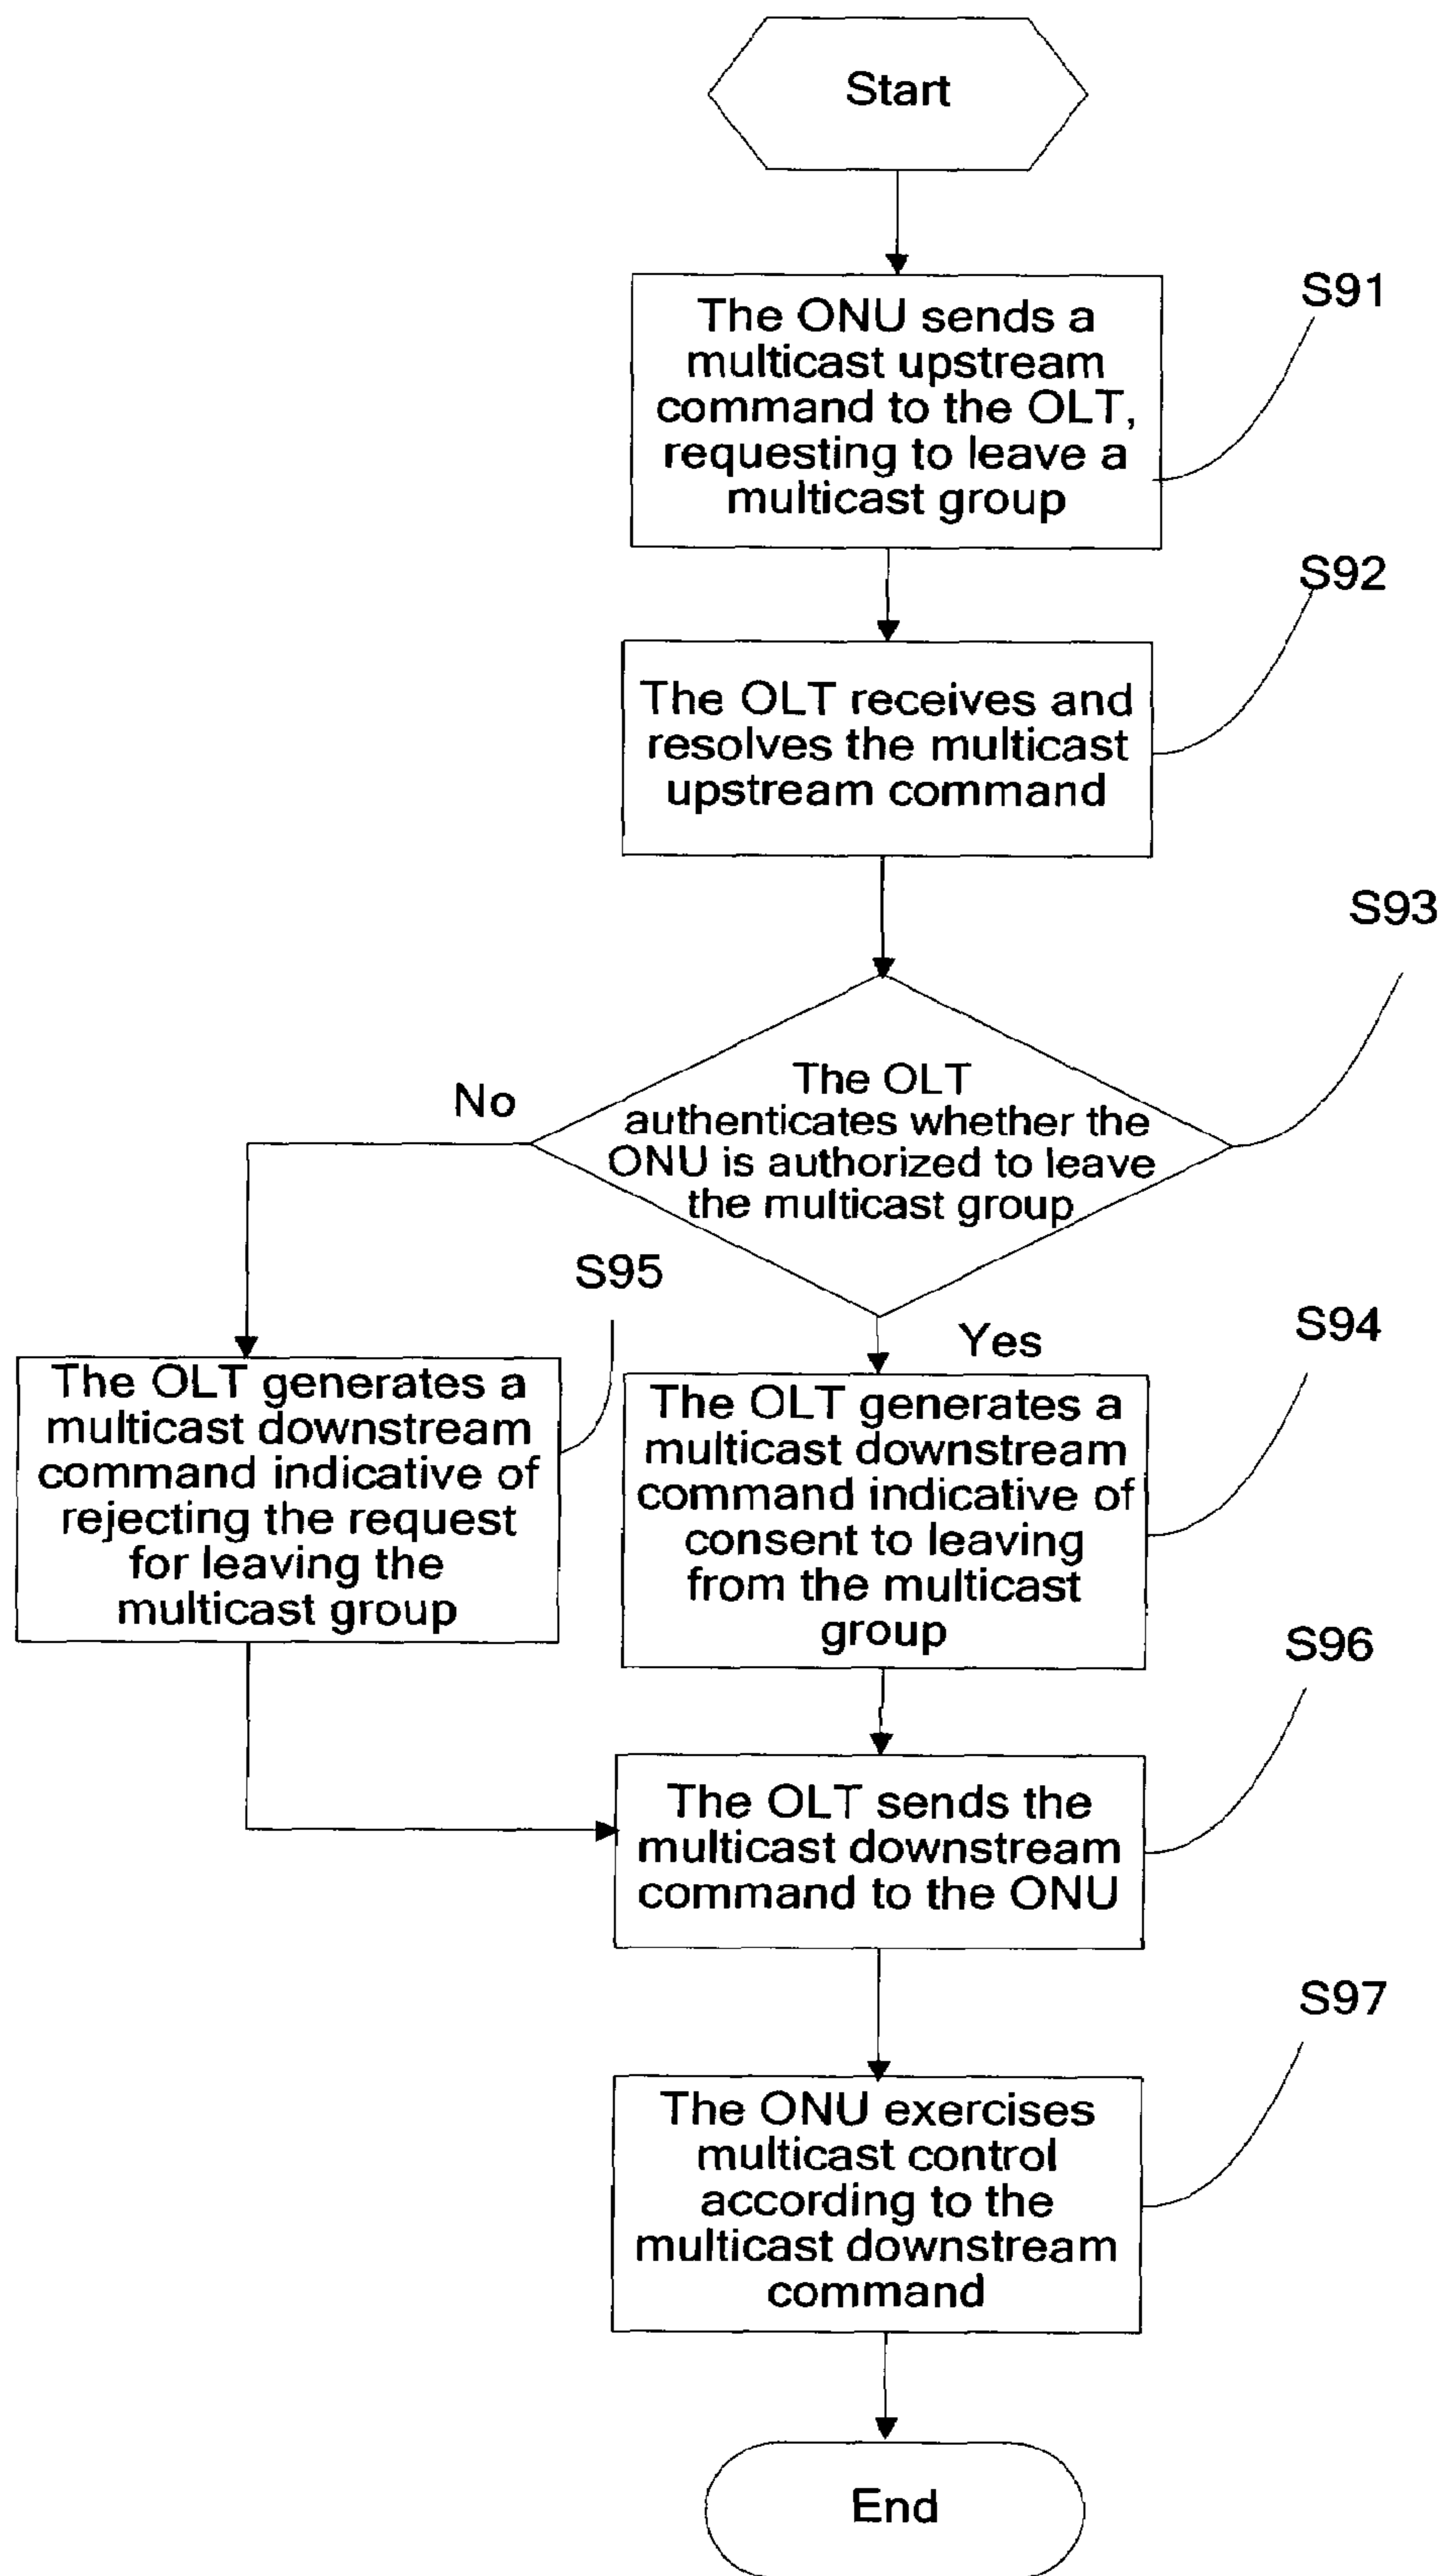 Start
S91
The ONU sends a
multicast upstream
command to the OLT,
requesting to leave a
multicast group
S92
The OLT receives and
resolves the multicast
upstream command
S93
The OLT
authenticates whether the
ONU is authorized to leave
the multicast group
No
Yes
S95
The OLT generates a
multicast downstream
command indicative of
rejecting the request
for leaving the
multicast group
S94
The OLT generates a
multicast downstream
command indicative of
consent to leaving
from the multicast
group
S96
The OLT sends the
multicast downstream
command to the ONU
S97
The ONU exercises
multicast control
according to the
multicast downstream
command
End